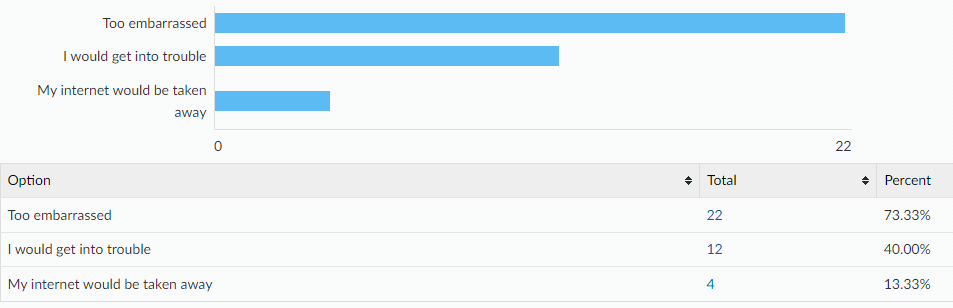 Too embarrassed
I would get into trouble
My internet would be taken
away
0 22
Option Total Percent
Too embarrassed 22 73.33%
I would get into trouble 12 40.00%
My internet would be taken away 4 13.33%